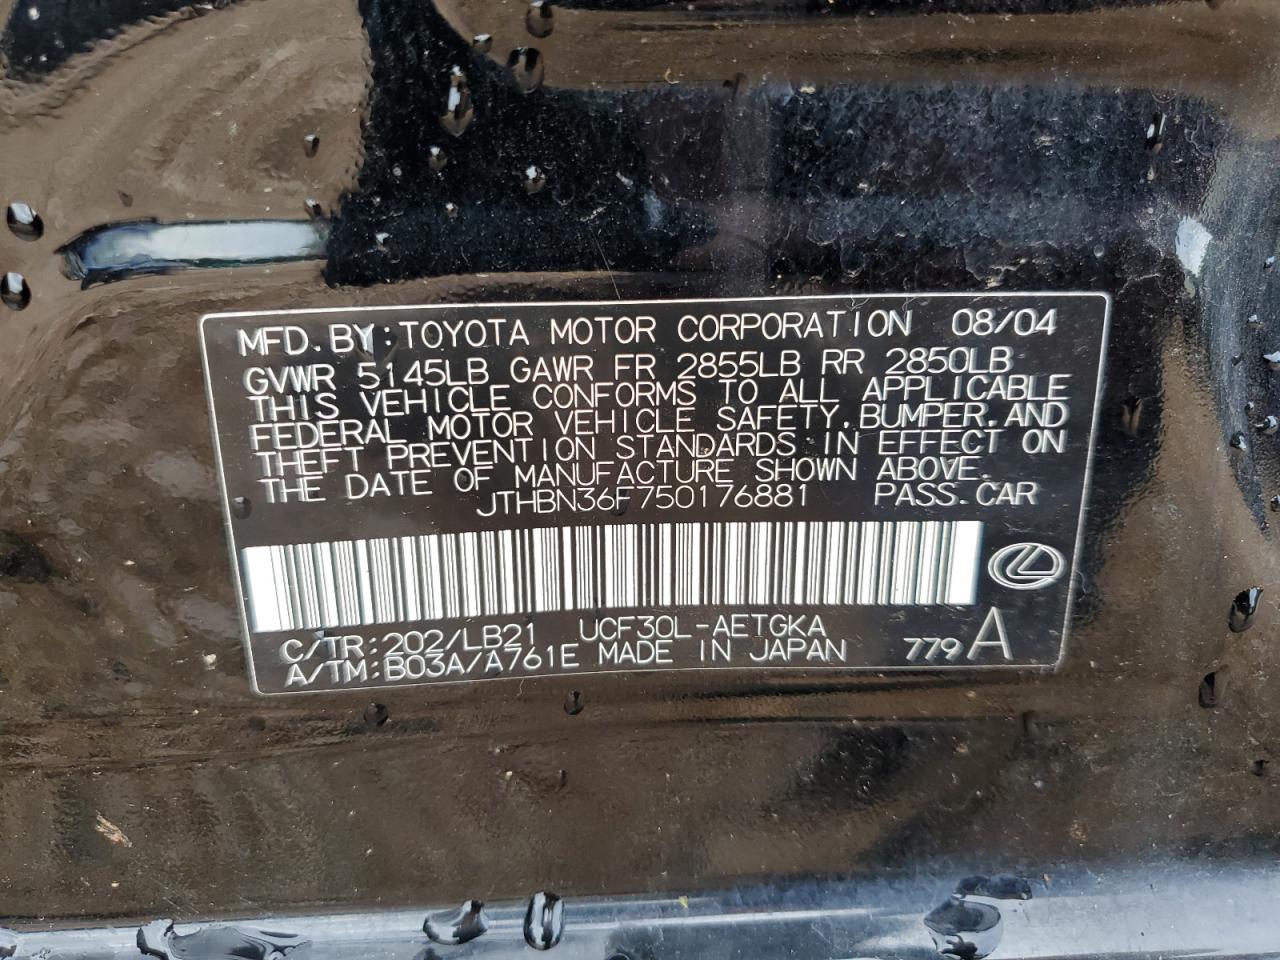 MFD. BY: TOYOTA MOTOR CORPORATION 08/04
GVWR 5145LB GAWR FR 2855LB RR 2850LB
THIS VEHICLE CONFORMS TO ALL APPLICABLE
FEDERAL MOTOR VEHICLE SAFETY, BUMPER, AND
THEFT PREVENTION STANDARDS IN EFFECT ON
THE DATE OF MANUFACTURE SHOWN ABOVE.
JTHBN36F750176881 PASS. CAR
C/TR: 202/LB21 UCF30L-AETGKA
A/TM: B03A/A761E MADE IN JAPAN 779 A